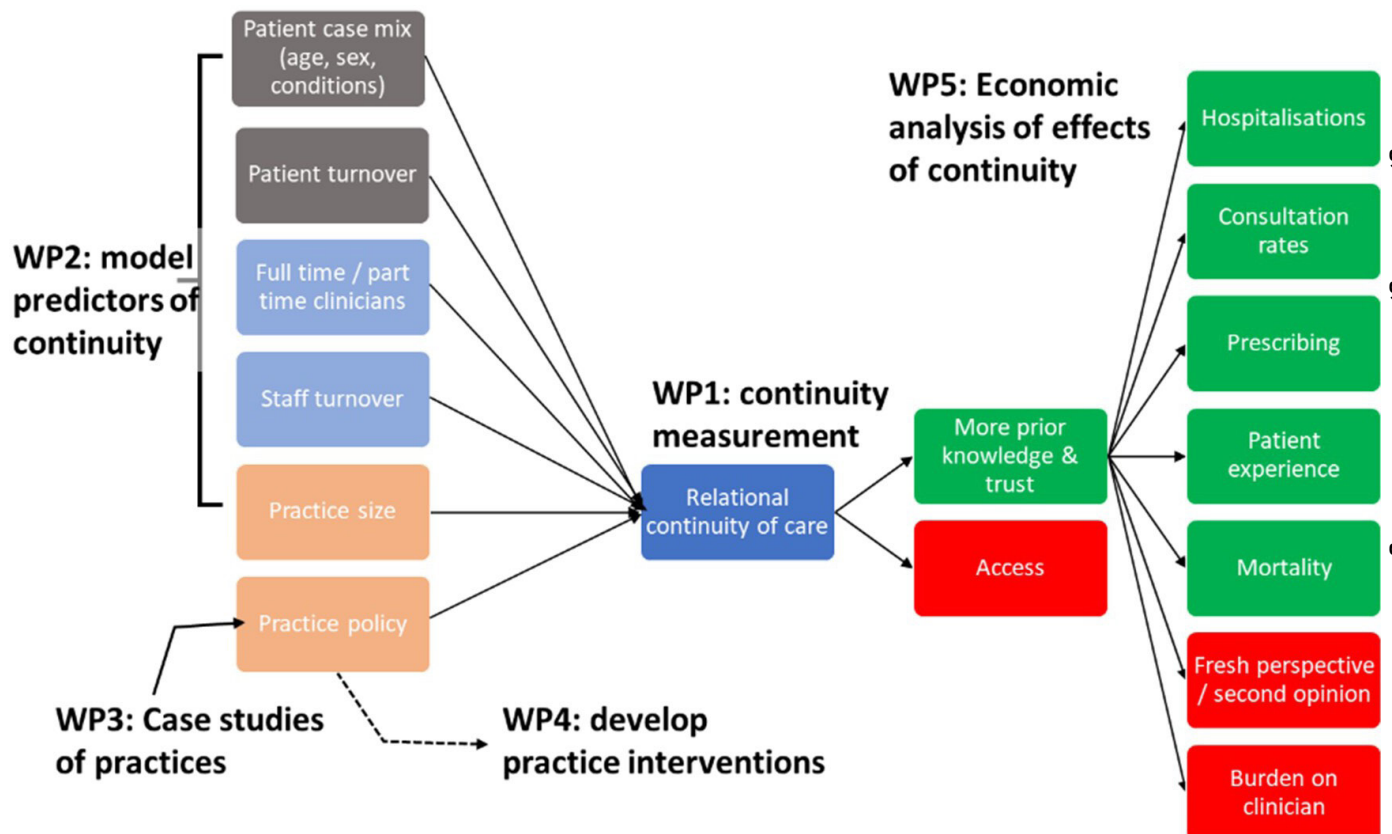 Patient case mix
(age, sex,
conditions)
Patient turnover
Full time / part
time clinicians
Staff turnover
Practice size
Practice policy
WP2: model
predictors of
continuity
WP3: Case studies
of practices
WP4: develop
practice interventions
WP1: continuity
measurement
Relational
continuity of care
More prior
knowledge &
trust
Access
WP5: Economic
analysis of effects
of continuity
Hospitalisations
Consultation
rates
Prescribing
Patient
experience
Mortality
Fresh perspective
/ second opinion
Burden on
clinician